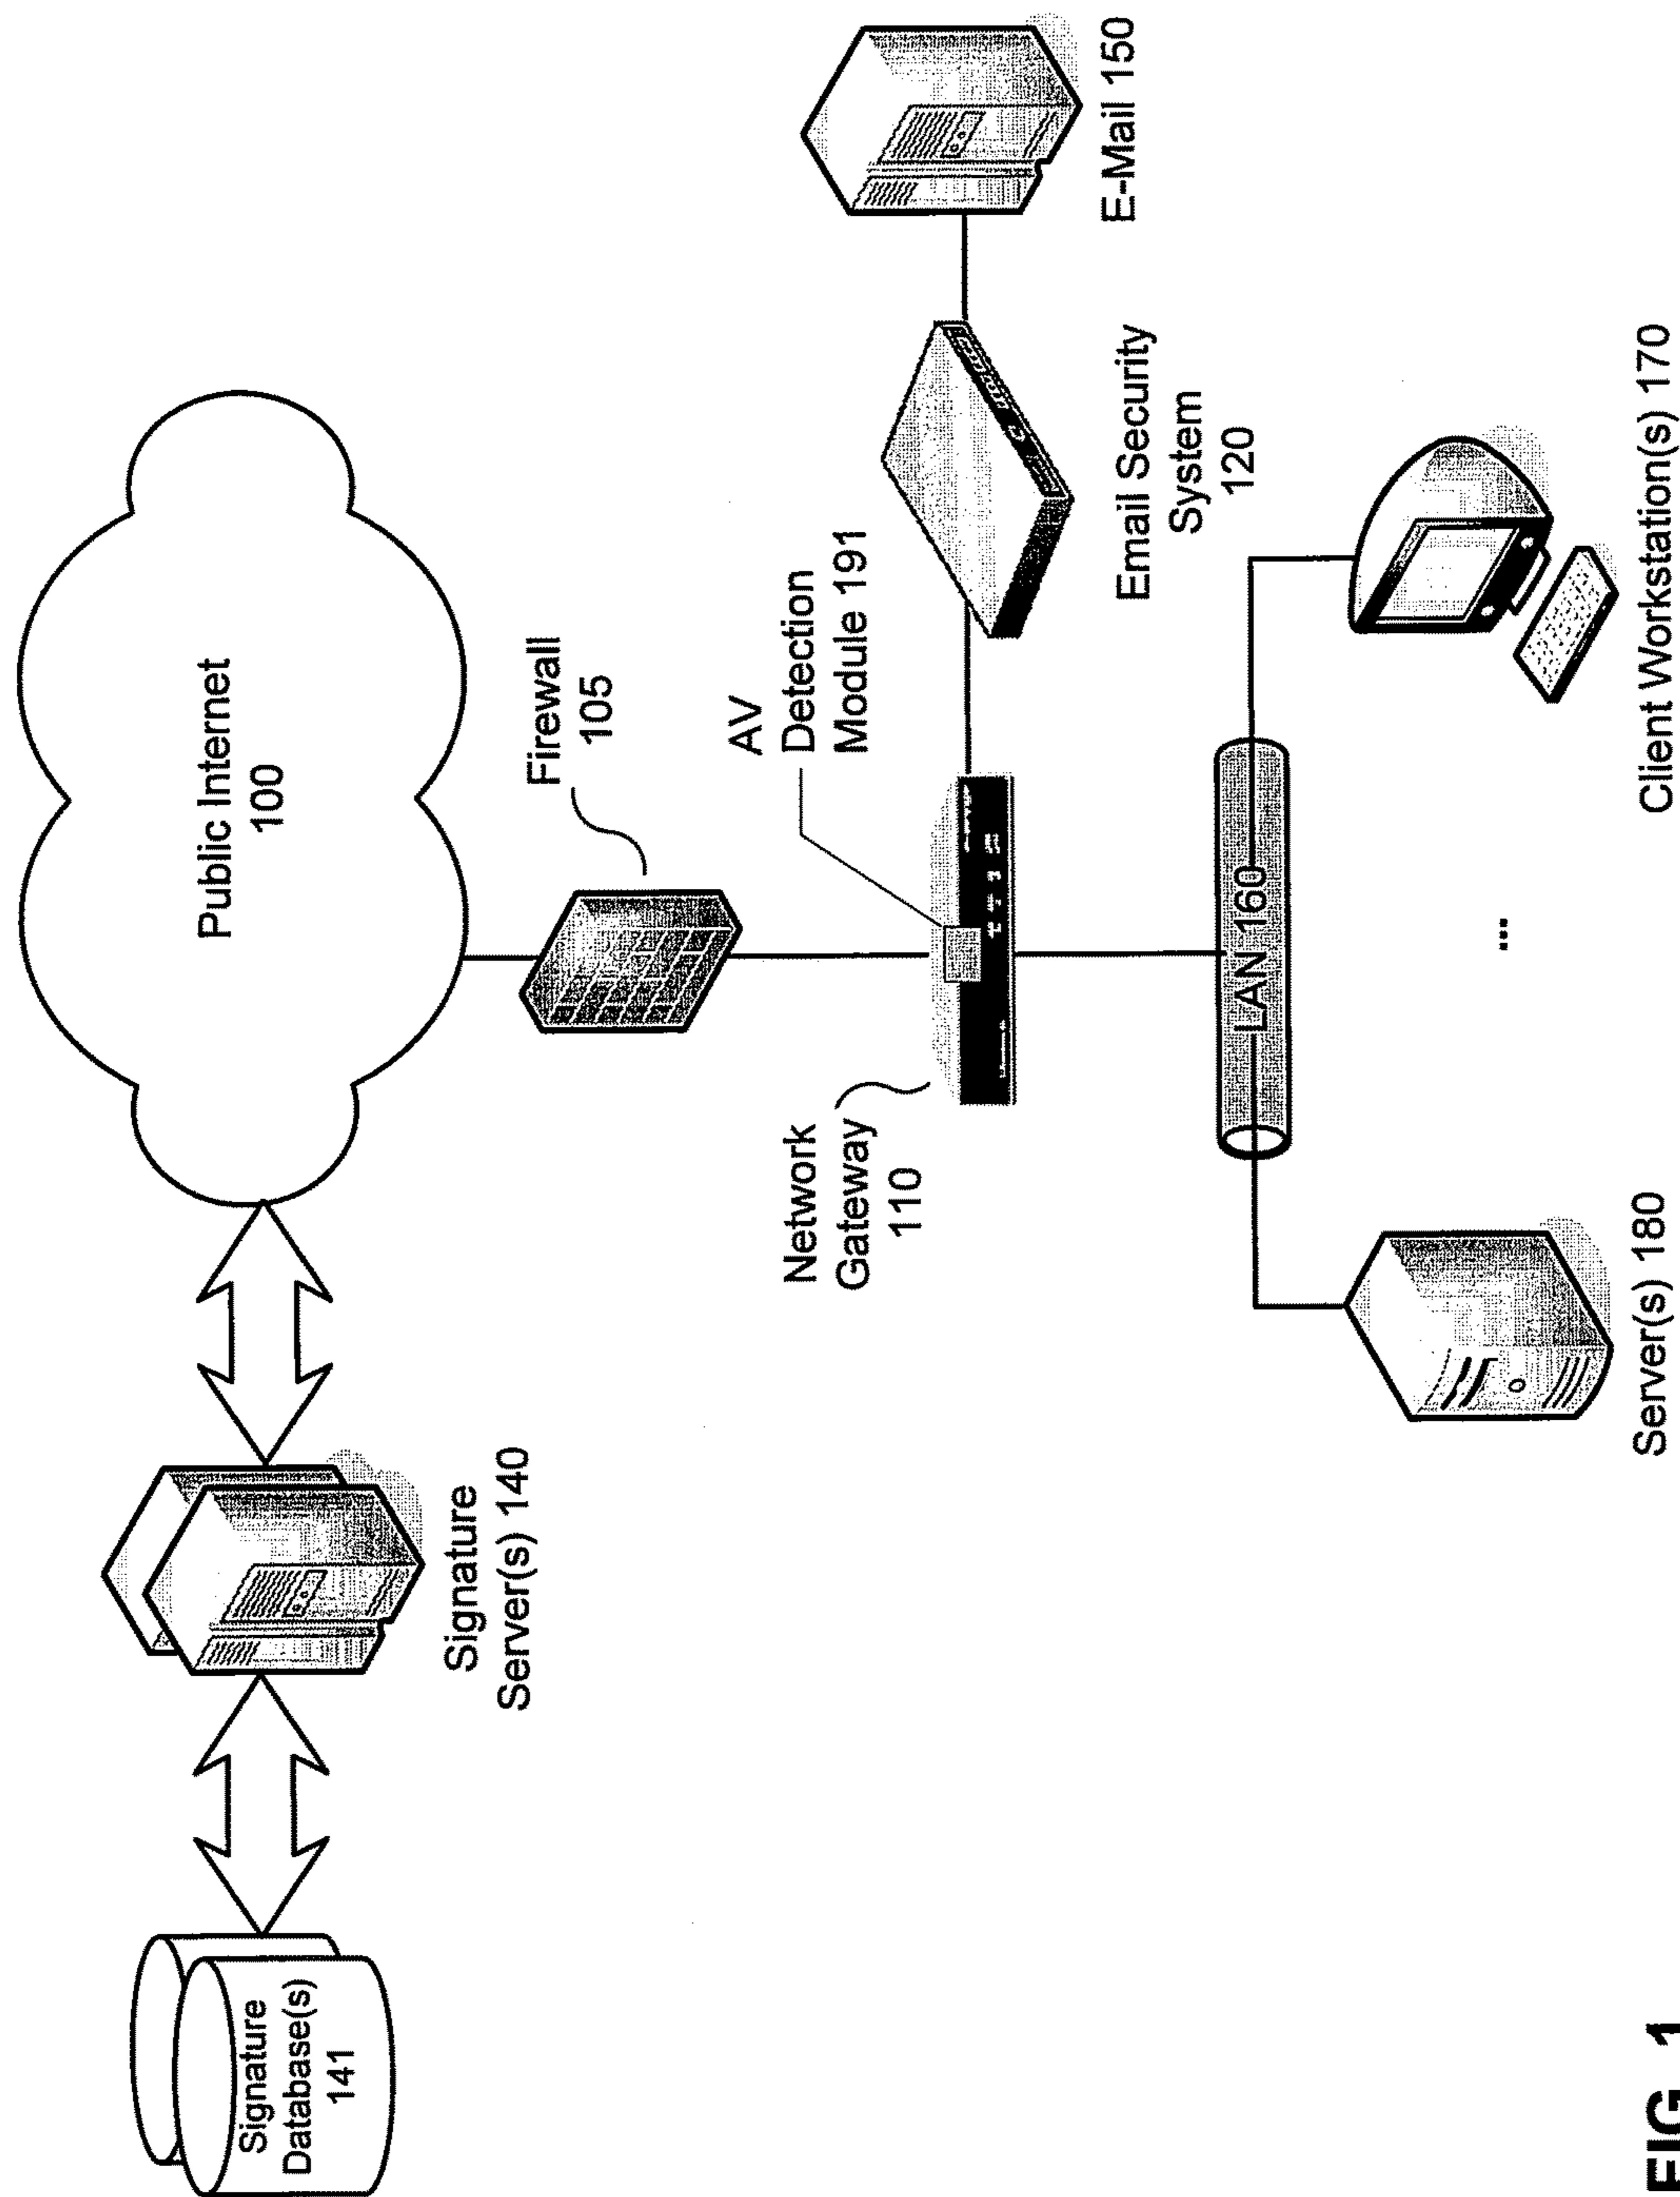 Public Internet
100
Signature
Database(s)
141
Signature
Server(s) 140
Firewall
105
AV
Detection
Module 191
Network
Gateway
110
Email Security
System
120
E-Mail 150
LAN 160
...
Server(s) 180
Client Workstation(s) 170
FIG. 1